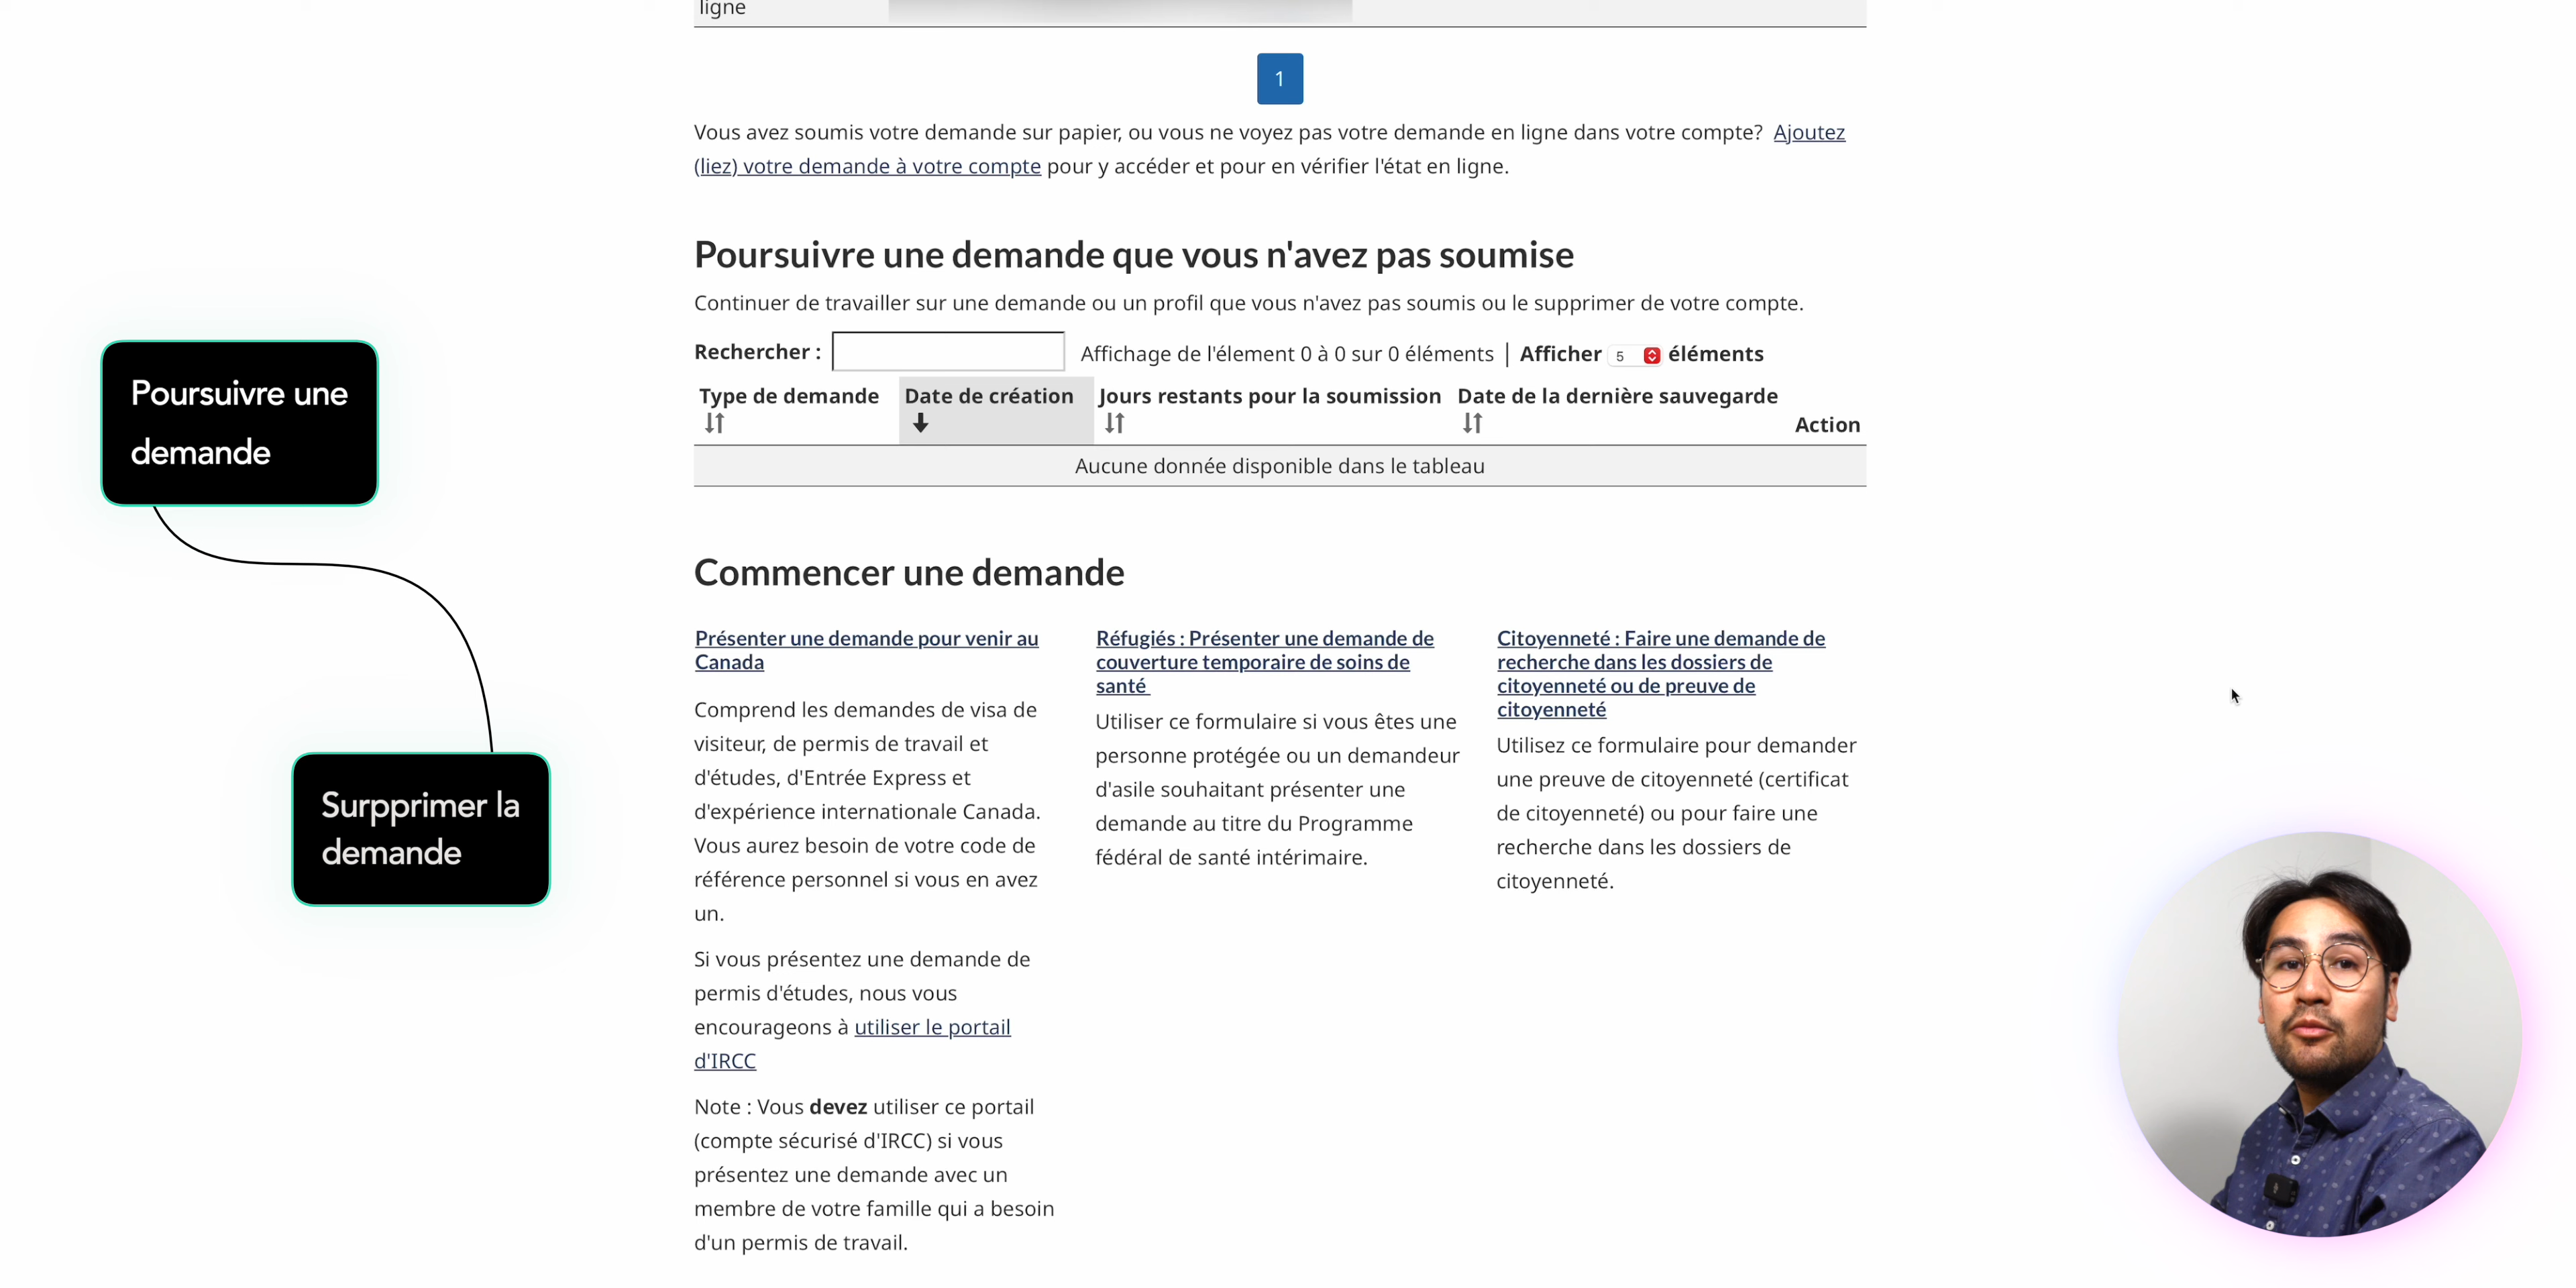 ligne
1
Vous avez soumis votre demande sur papier, ou vous ne voyez pas votre demande en ligne dans votre compte? Ajoutez
(liez) votre demande à votre compte pour y accéder et pour en vérifier l'état en ligne.
Poursuivre une demande que vous n'avez pas soumise
Continuer de travailler sur une demande ou un profil que vous n'avez pas soumis ou le supprimer de votre compte.
Rechercher : Affichage de l'élement 0 à 0 sur 0 éléments | Afficher 5 éléments
Type de demande Date de création Jours restants pour la soumission Date de la dernière sauvegarde
Action
Aucune donnée disponible dans le tableau
Poursuivre une
demande
Surpprimer la
demande
Commencer une demande
Présenter une demande pour venir au
Canada
Comprend les demandes de visa de
visiteur, de permis de travail et
d'études, d'Entrée Express et
d'expérience internationale Canada.
Vous aurez besoin de votre code de
référence personnel si vous en avez
un.
Si vous présentez une demande de
permis d'études, nous vous
encourageons à utiliser le portail
d'IRCC
Note : Vous devez utiliser ce portail
(compte sécurisé d'IRCC) si vous
présentez une demande avec un
membre de votre famille qui a besoin
d'un permis de travail.
Réfugiés : Présenter une demande de
couverture temporaire de soins de
santé
Utiliser ce formulaire si vous êtes une
personne protégée ou un demandeur
d'asile souhaitant présenter une
demande au titre du Programme
fédéral de santé intérimaire.
Citoyenneté : Faire une demande de
recherche dans les dossiers de
citoyenneté ou de preuve de
citoyenneté
Utilisez ce formulaire pour demander
une preuve de citoyenneté (certificat
de citoyenneté) ou pour faire une
recherche dans les dossiers de
citoyenneté.